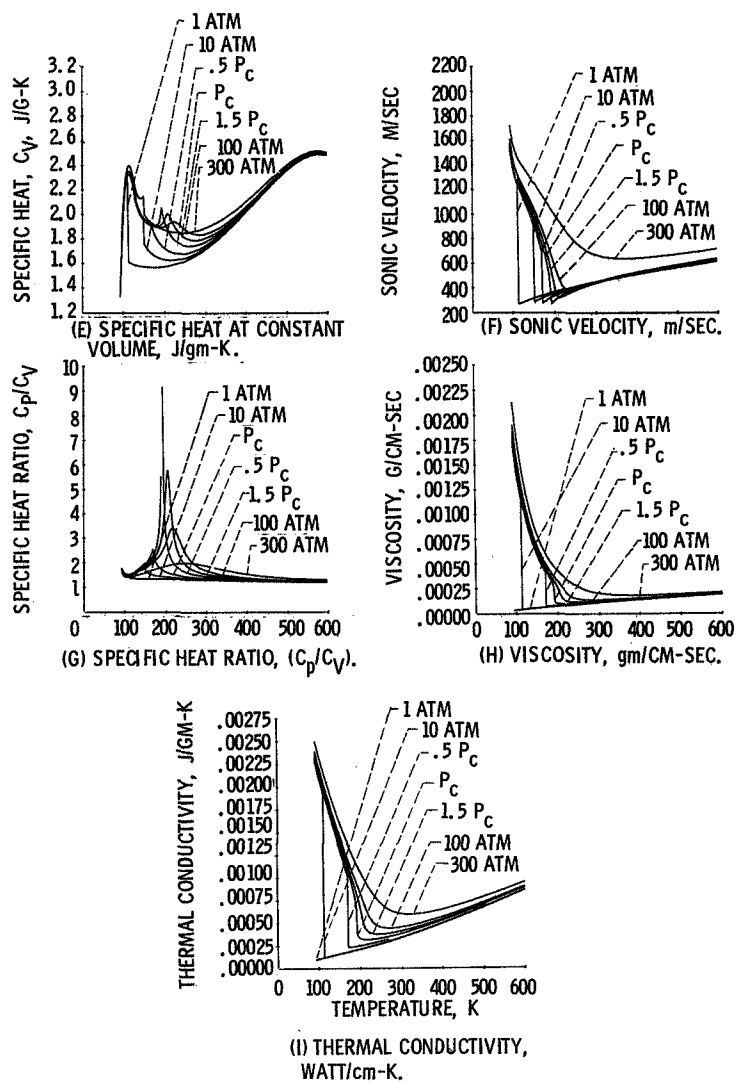 1 ATM
10 ATM
.5 PC
PC
1.5 PC
100 ATM
300 ATM
3.2
3.0
2.8
2.6
2.4
2.2
2.0
1.8
1.6
1.4
1.2
SPECIFIC HEAT, CV, J/G-K
(E) SPECIFIC HEAT AT CONSTANT
VOLUME, J/gm-K.
1 ATM
10 ATM
.5 PC
PC
1.5 PC
100 ATM
300 ATM
2200
2000
1800
1600
1400
1200
1000
800
600
400
200
SONIC VELOCITY, M/SEC
(F) SONIC VELOCITY, m/SEC.
1 ATM
10 ATM
PC
.5 PC
1.5 PC
100 ATM
300 ATM
10
9
8
7
6
5
4
3
2
1
SPECIFIC HEAT RATIO, CP/CV
0 100 200 300 400 500 600
(G) SPECIFIC HEAT RATIO, (Cp/CV).
1 ATM
10 ATM
.5 PC
PC
1.5 PC
100 ATM
300 ATM
.00250
.00225
.00200
.00175
.00150
.00125
.00100
.00075
.00050
.00025
.00000
VISCOSITY, G/CM-SEC
0 100 200 300 400 500 600
(H) VISCOSITY, gm/CM-SEC.
1 ATM
10 ATM
.5 PC
PC
1.5 PC
100 ATM
300 ATM
.00275
.00250
.00225
.00200
.00175
.00150
.00125
.00100
.00075
.00050
.00025
.00000
THERMAL CONDUCTIVITY, J/GM-K
0 100 200 300 400 500 600
TEMPERATURE, K
(I) THERMAL CONDUCTIVITY,
WATT/cm-K.